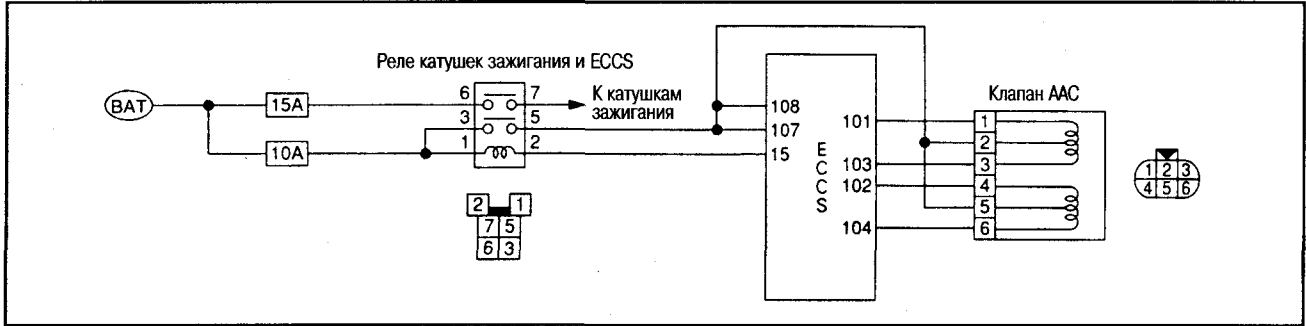 Реле катушек зажигания и ECCS
BAT
15A
10A
6
7
3
5
1
2
К катушкам
зажигания
2
1
7
5
6
3
108
107
15
E
C
C
S
101
103
102
104
Клапан ААС
1
2
3
4
5
6
1 2 3
4 5 6